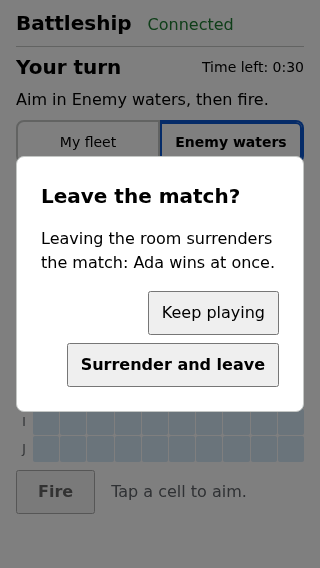 Battleship Connected
Your turn Time left: 0:30
Aim in Enemy waters, then fire.
My fleet Enemy waters
Leave the match?
Leaving the room surrenders
the match: Ada wins at once.
Keep playing
Surrender and leave
I
J
Fire Tap a cell to aim.